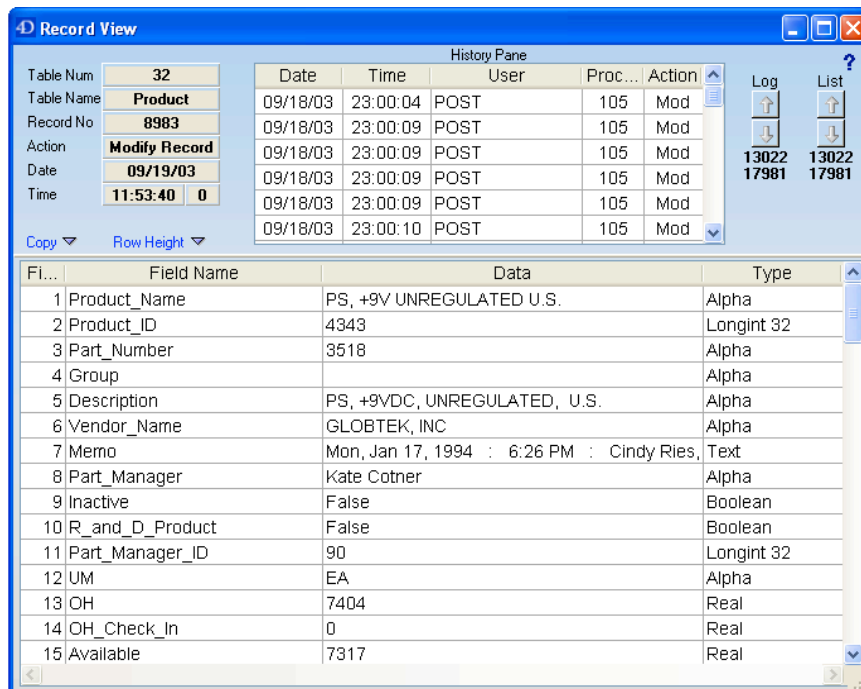 4D Record View
Table Num 32
Table Name Product
Record No 8983
Action Modify Record
Date 09/19/03
Time 11:53:40 0
Copy Row Height
History Pane
Date Time User Proc... Action
09/18/03 23:00:04 POST 105 Mod
09/18/03 23:00:09 POST 105 Mod
09/18/03 23:00:09 POST 105 Mod
09/18/03 23:00:09 POST 105 Mod
09/18/03 23:00:09 POST 105 Mod
09/18/03 23:00:10 POST 105 Mod
?
Log List
13022 13022
17981 17981
Fi... Field Name Data Type
1 Product_Name PS, +9V UNREGULATED U.S. Alpha
2 Product_ID 4343 Longint 32
3 Part_Number 3518 Alpha
4 Group Alpha
5 Description PS, +9VDC, UNREGULATED, U.S. Alpha
6 Vendor_Name GLOBTEK, INC Alpha
7 Memo Mon, Jan 17, 1994 : 6:26 PM : Cindy Ries, Text
8 Part_Manager Kate Cotner Alpha
9 Inactive False Boolean
10 R_and_D_Product False Boolean
11 Part_Manager_ID 90 Longint 32
12 UM EA Alpha
13 OH 7404 Real
14 OH_Check_In 0 Real
15 Available 7317 Real